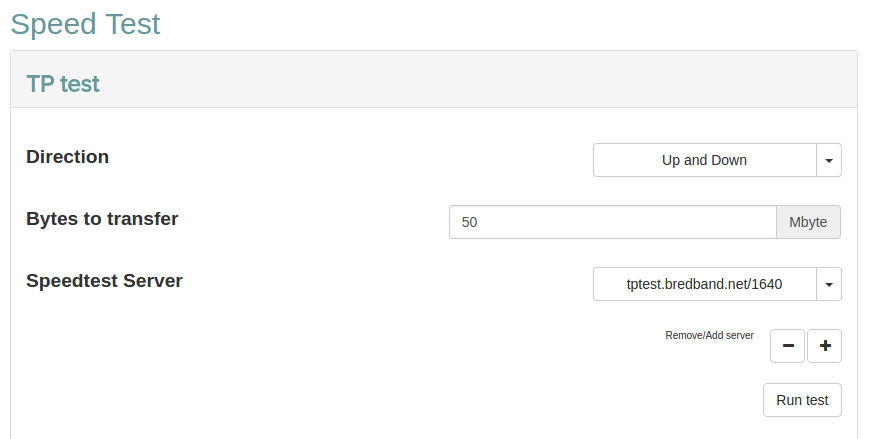 Speed Test
TP test
Direction
Up and Down
Bytes to transfer
50 Mbyte
Speedtest Server
tptest.bredband.net/1640
Remove/Add server
Run test